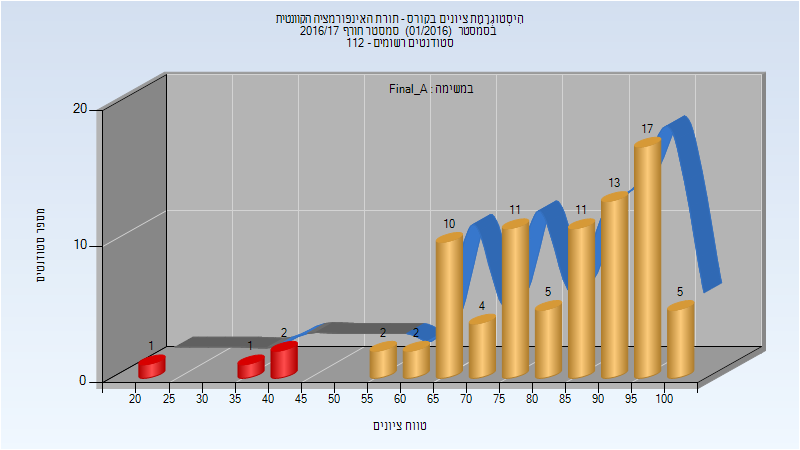 היסטוגרמת ציונים בקורס - תורת האינפורמציה הקוונטית
בסמסטר (01/2016) סמסטר חורף 2016/17
סטודנטים רשומים - 112
במשימה : Final_A
מספר סטודנטים
20
10
0
1 1 2 2 2 10 4 11 5 11 13 17 5
20 25 30 35 40 45 50 55 60 65 70 75 80 85 90 95 100
טווח ציונים